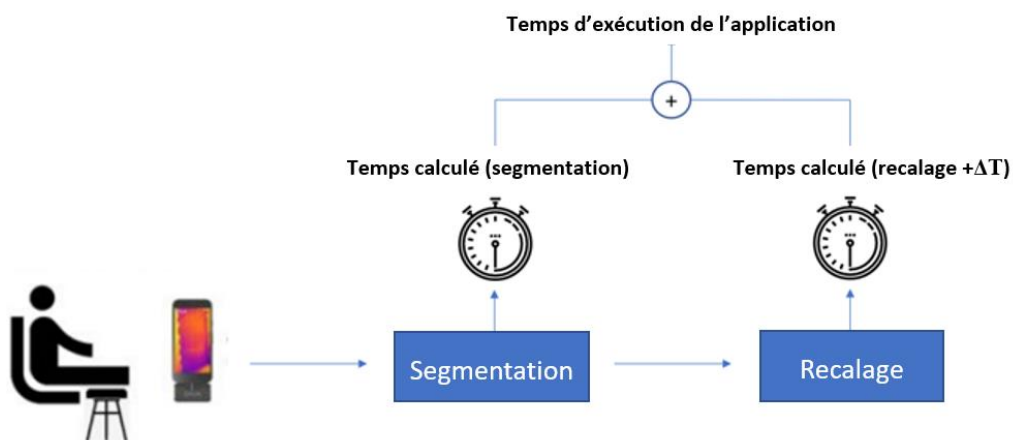 Temps d’exécution de l’application
+
Temps calculé (segmentation)
Temps calculé (recalage +ΔT)
Segmentation
Recalage